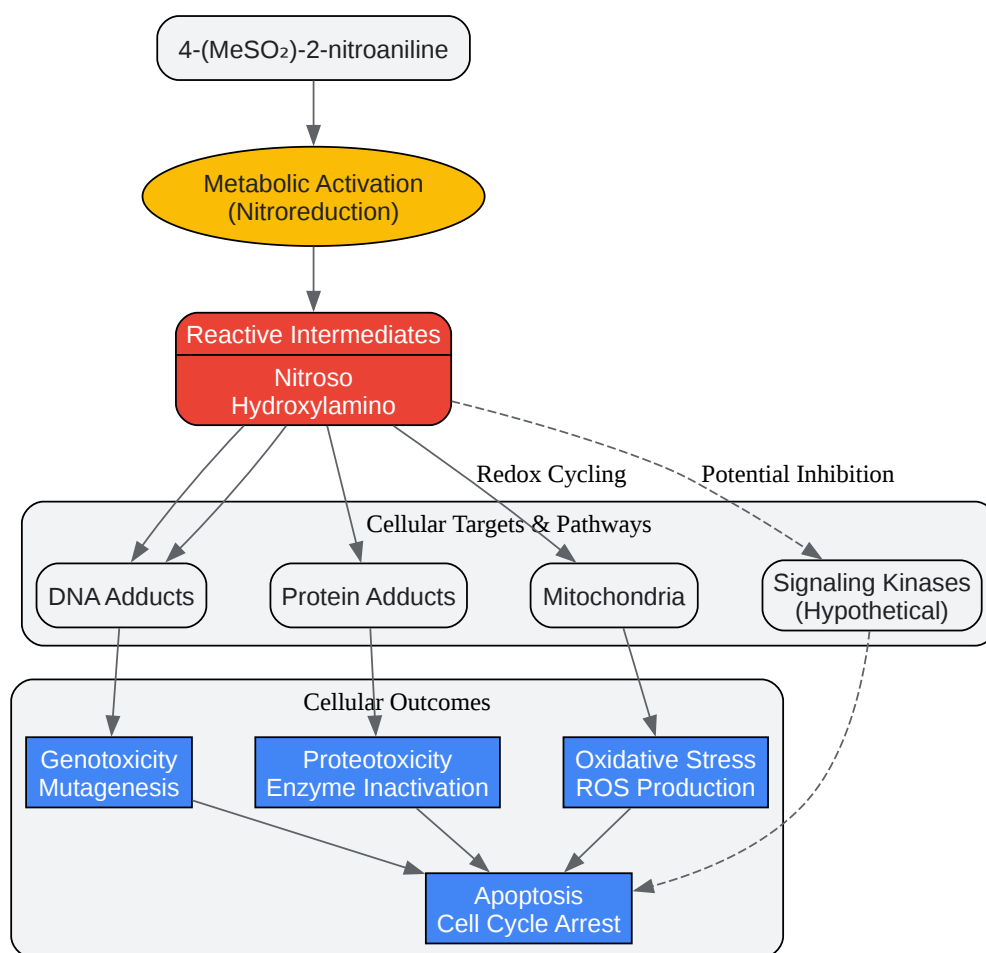 4-(MeSO₂)-2-nitroaniline
Metabolic Activation
(Nitroreduction)
Reactive Intermediates
Nitroso
Hydroxylamino
Redox Cycling
Potential Inhibition
Cellular Targets & Pathways
DNA Adducts
Protein Adducts
Mitochondria
Signaling Kinases
(Hypothetical)
Cellular Outcomes
Genotoxicity
Mutagenesis
Proteotoxicity
Enzyme Inactivation
Oxidative Stress
ROS Production
Apoptosis
Cell Cycle Arrest